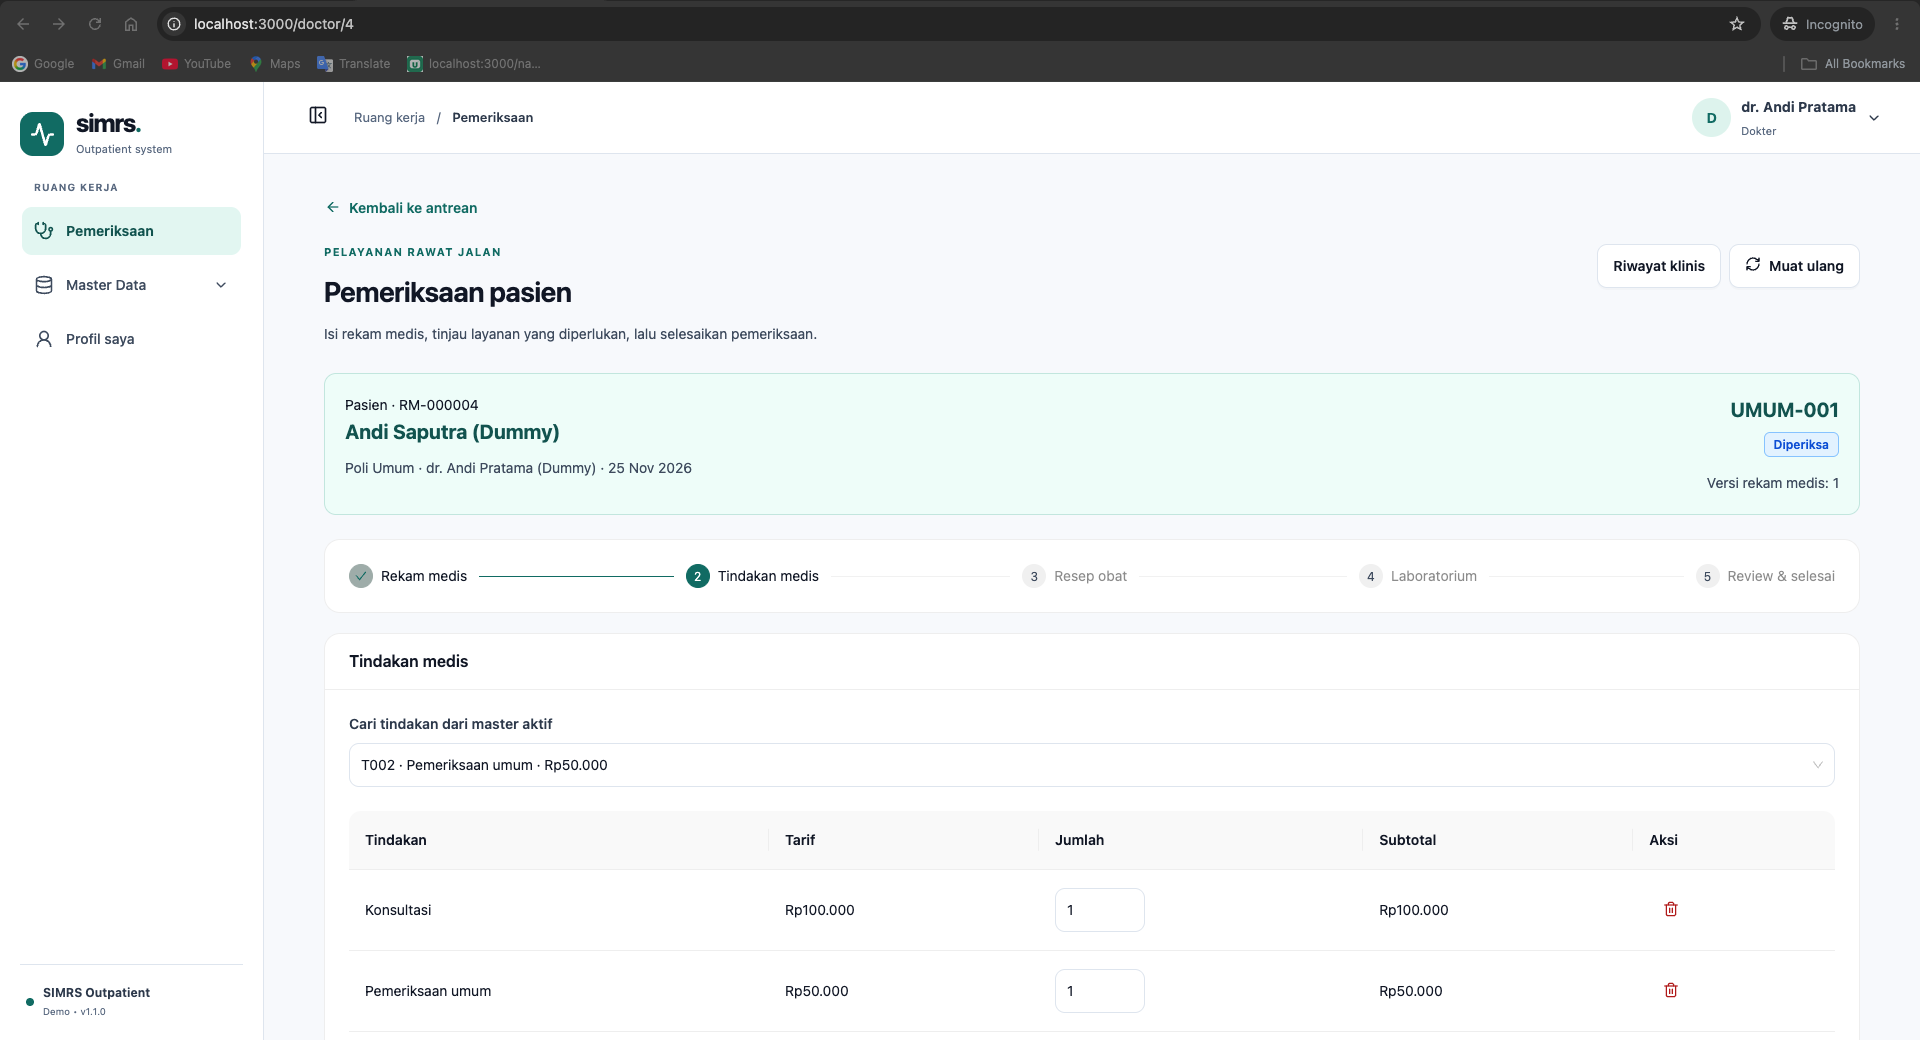 localhost:3000/doctor/4
Incognito
Google
Gmail
YouTube
Maps
Translate
localhost:3000/na...
All Bookmarks
simrs.
Outpatient system
RUANG KERJA
Pemeriksaan
Master Data
Profil saya
SIMRS Outpatient
Demo • v1.1.0
Ruang kerja / Pemeriksaan
D
dr. Andi Pratama
Dokter
Kembali ke antrean
PELAYANAN RAWAT JALAN
Pemeriksaan pasien
Isi rekam medis, tinjau layanan yang diperlukan, lalu selesaikan pemeriksaan.
Riwayat klinis
Muat ulang
Pasien · RM-000004
Andi Saputra (Dummy)
Poli Umum · dr. Andi Pratama (Dummy) · 25 Nov 2026
UMUM-001
Diperiksa
Versi rekam medis: 1
Rekam medis
2 Tindakan medis
3 Resep obat
4 Laboratorium
5 Review & selesai
Tindakan medis
Cari tindakan dari master aktif
T002 · Pemeriksaan umum · Rp50.000
Tindakan Tarif Jumlah Subtotal Aksi
Konsultasi Rp100.000 1 Rp100.000
Pemeriksaan umum Rp50.000 1 Rp50.000